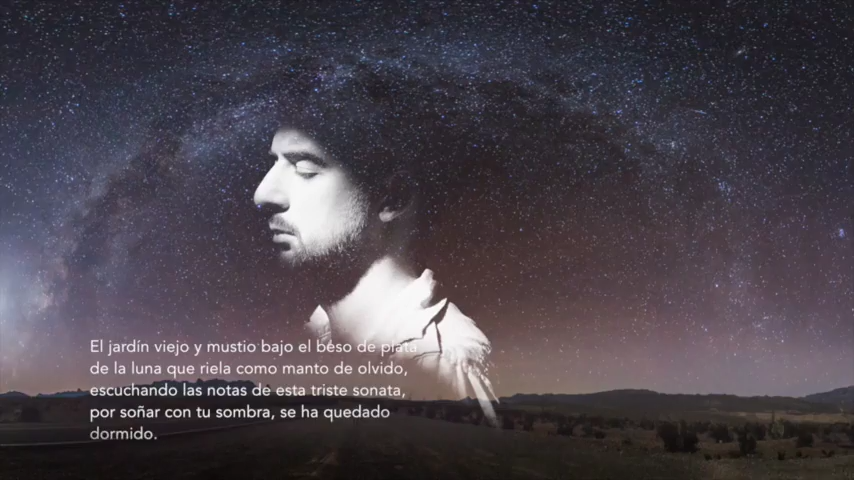 El jardín viejo y mustio bajo el beso de plata
de la luna que riela como manto de olvido,
escuchando las notas de esta triste sonata,
por soñar con tu sombra, se ha quedado
dormido.